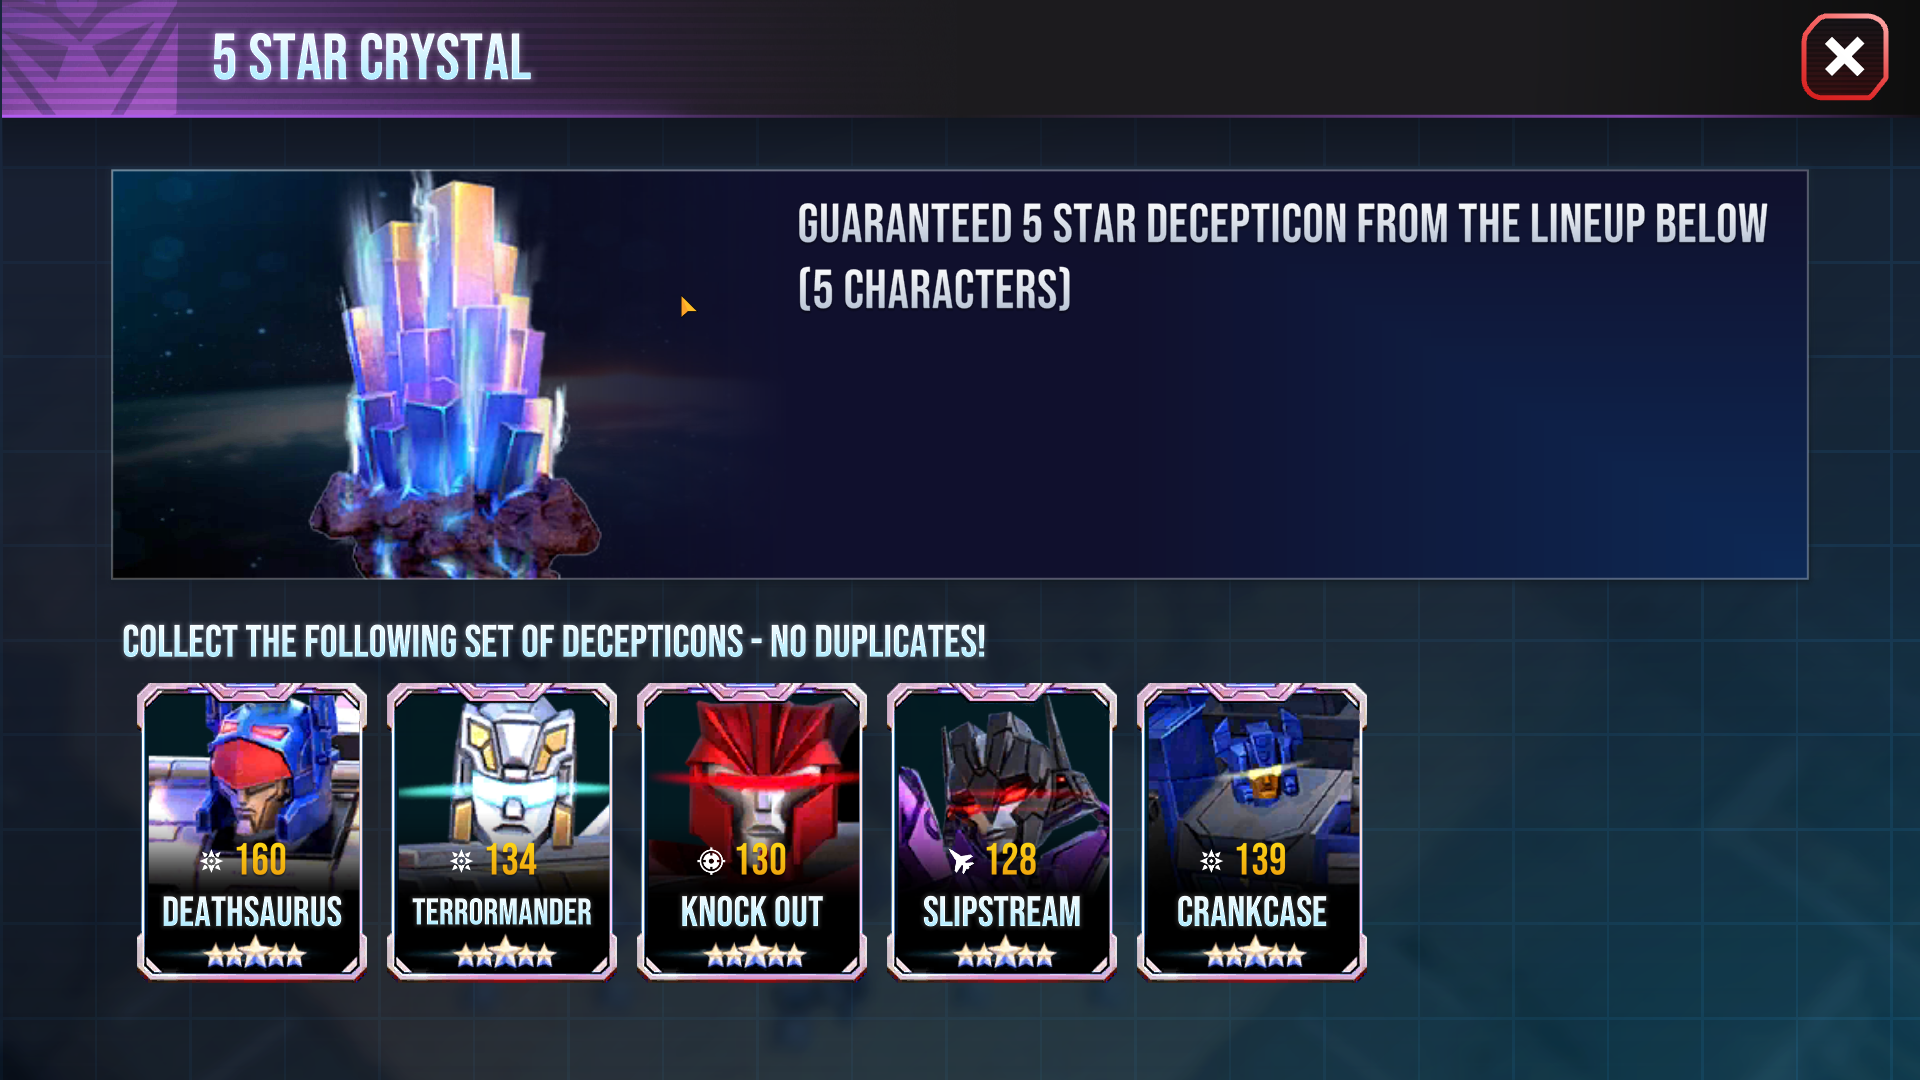 5 STAR CRYSTAL
GUARANTEED 5 STAR DECEPTICON FROM THE LINEUP BELOW
(5 CHARACTERS)
COLLECT THE FOLLOWING SET OF DECEPTICONS - NO DUPLICATES!
160
DEATHSAURUS
134
TERRORMANDER
130
KNOCK OUT
128
SLIPSTREAM
139
CRANKCASE